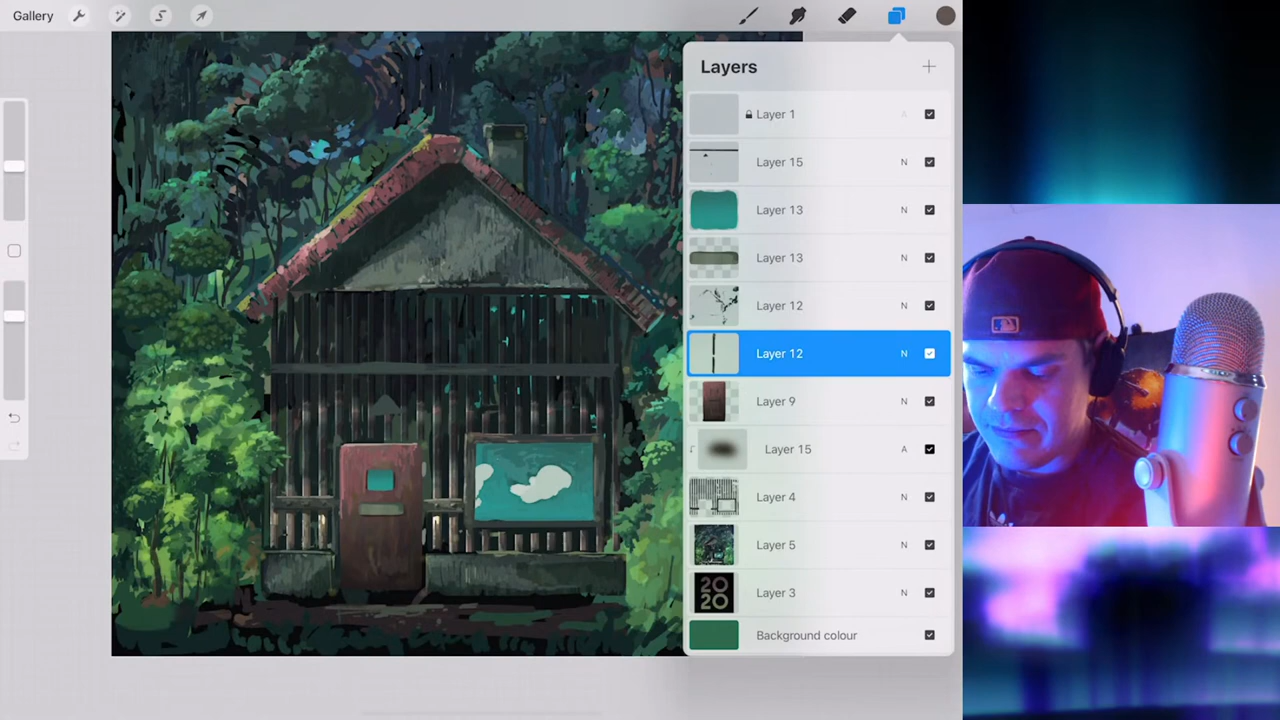 Gallery
Layers
Layer 1 A
Layer 15 N
Layer 13 N
Layer 13 N
Layer 12 N
Layer 12 N
Layer 9 N
Layer 15 A
Layer 4 N
Layer 5 N
20
20
Layer 3 N
Background colour